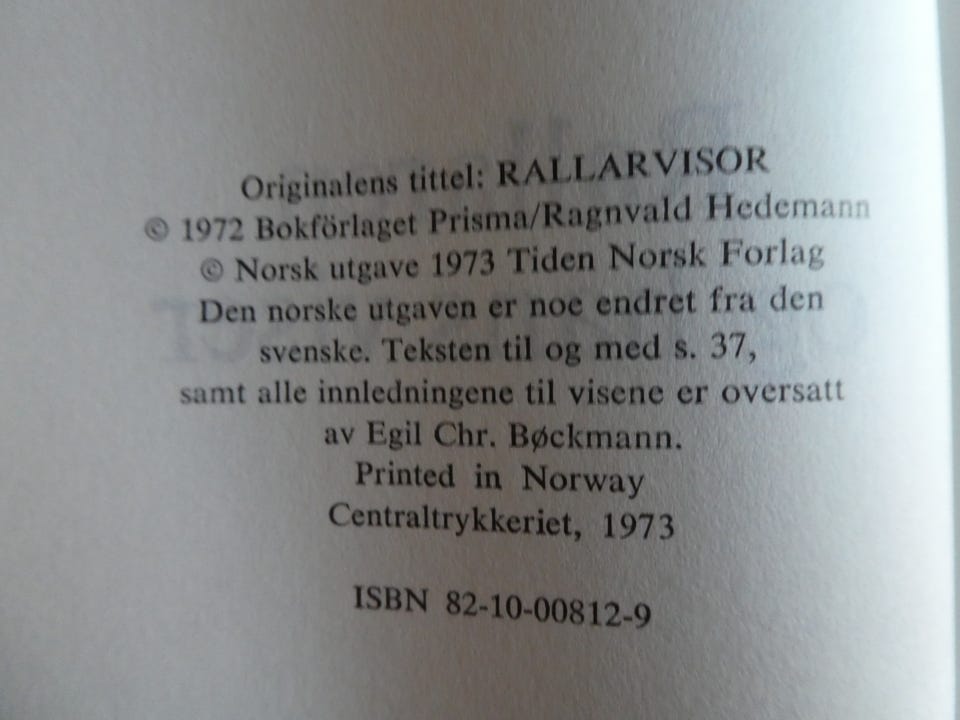 Originalens tittel: RALLARVISOR
© 1972 Bokförlaget Prisma/Ragnvald Hedemann
© Norsk utgave 1973 Tiden Norsk Forlag
Den norske utgaven er noe endret fra den
svenske. Teksten til og med s. 37,
samt alle innledningene til visene er oversatt
av Egil Chr. Bøckmann.
Printed in Norway
Centraltrykkeriet, 1973
ISBN 82-10-00812-9